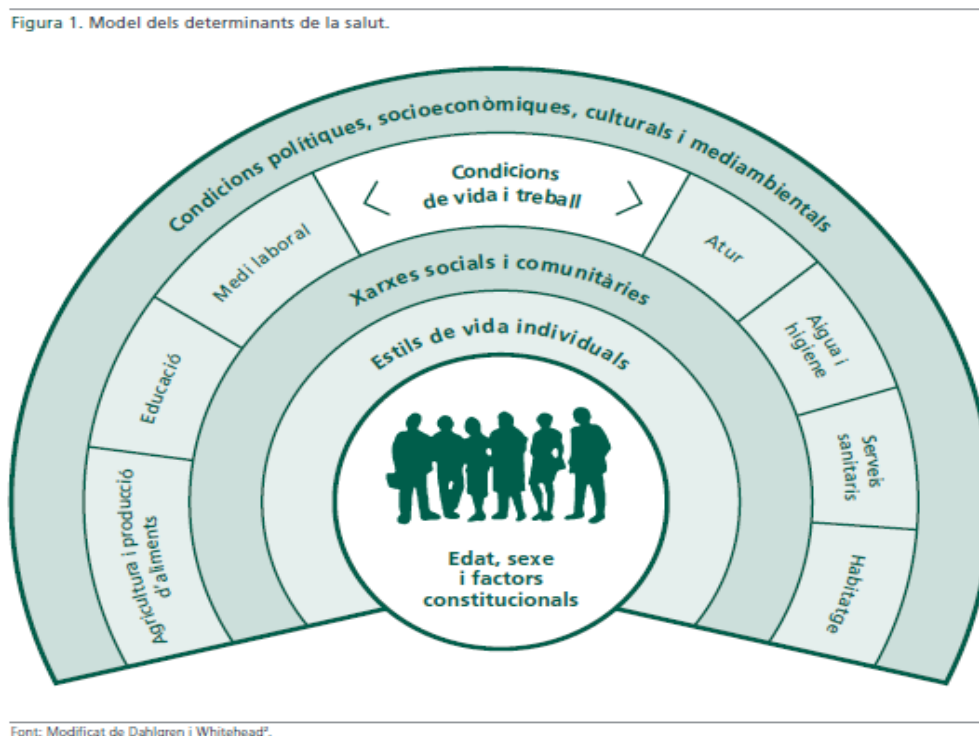 Figura 1. Model dels determinants de la salut.
Condicions polítiques, socioeconòmiques, culturals i mediambientals
Condicions
de vida i treball
Agricultura i producció
d'aliments
Educació
Medi laboral
Atur
Aigua i
higiene
Serveis
sanitaris
Habitatge
Xarxes socials i comunitàries
Estils de vida individuals
Edat, sexe
i factors
constitucionals
Font: Modificat de Dahlgren i Whitehead².